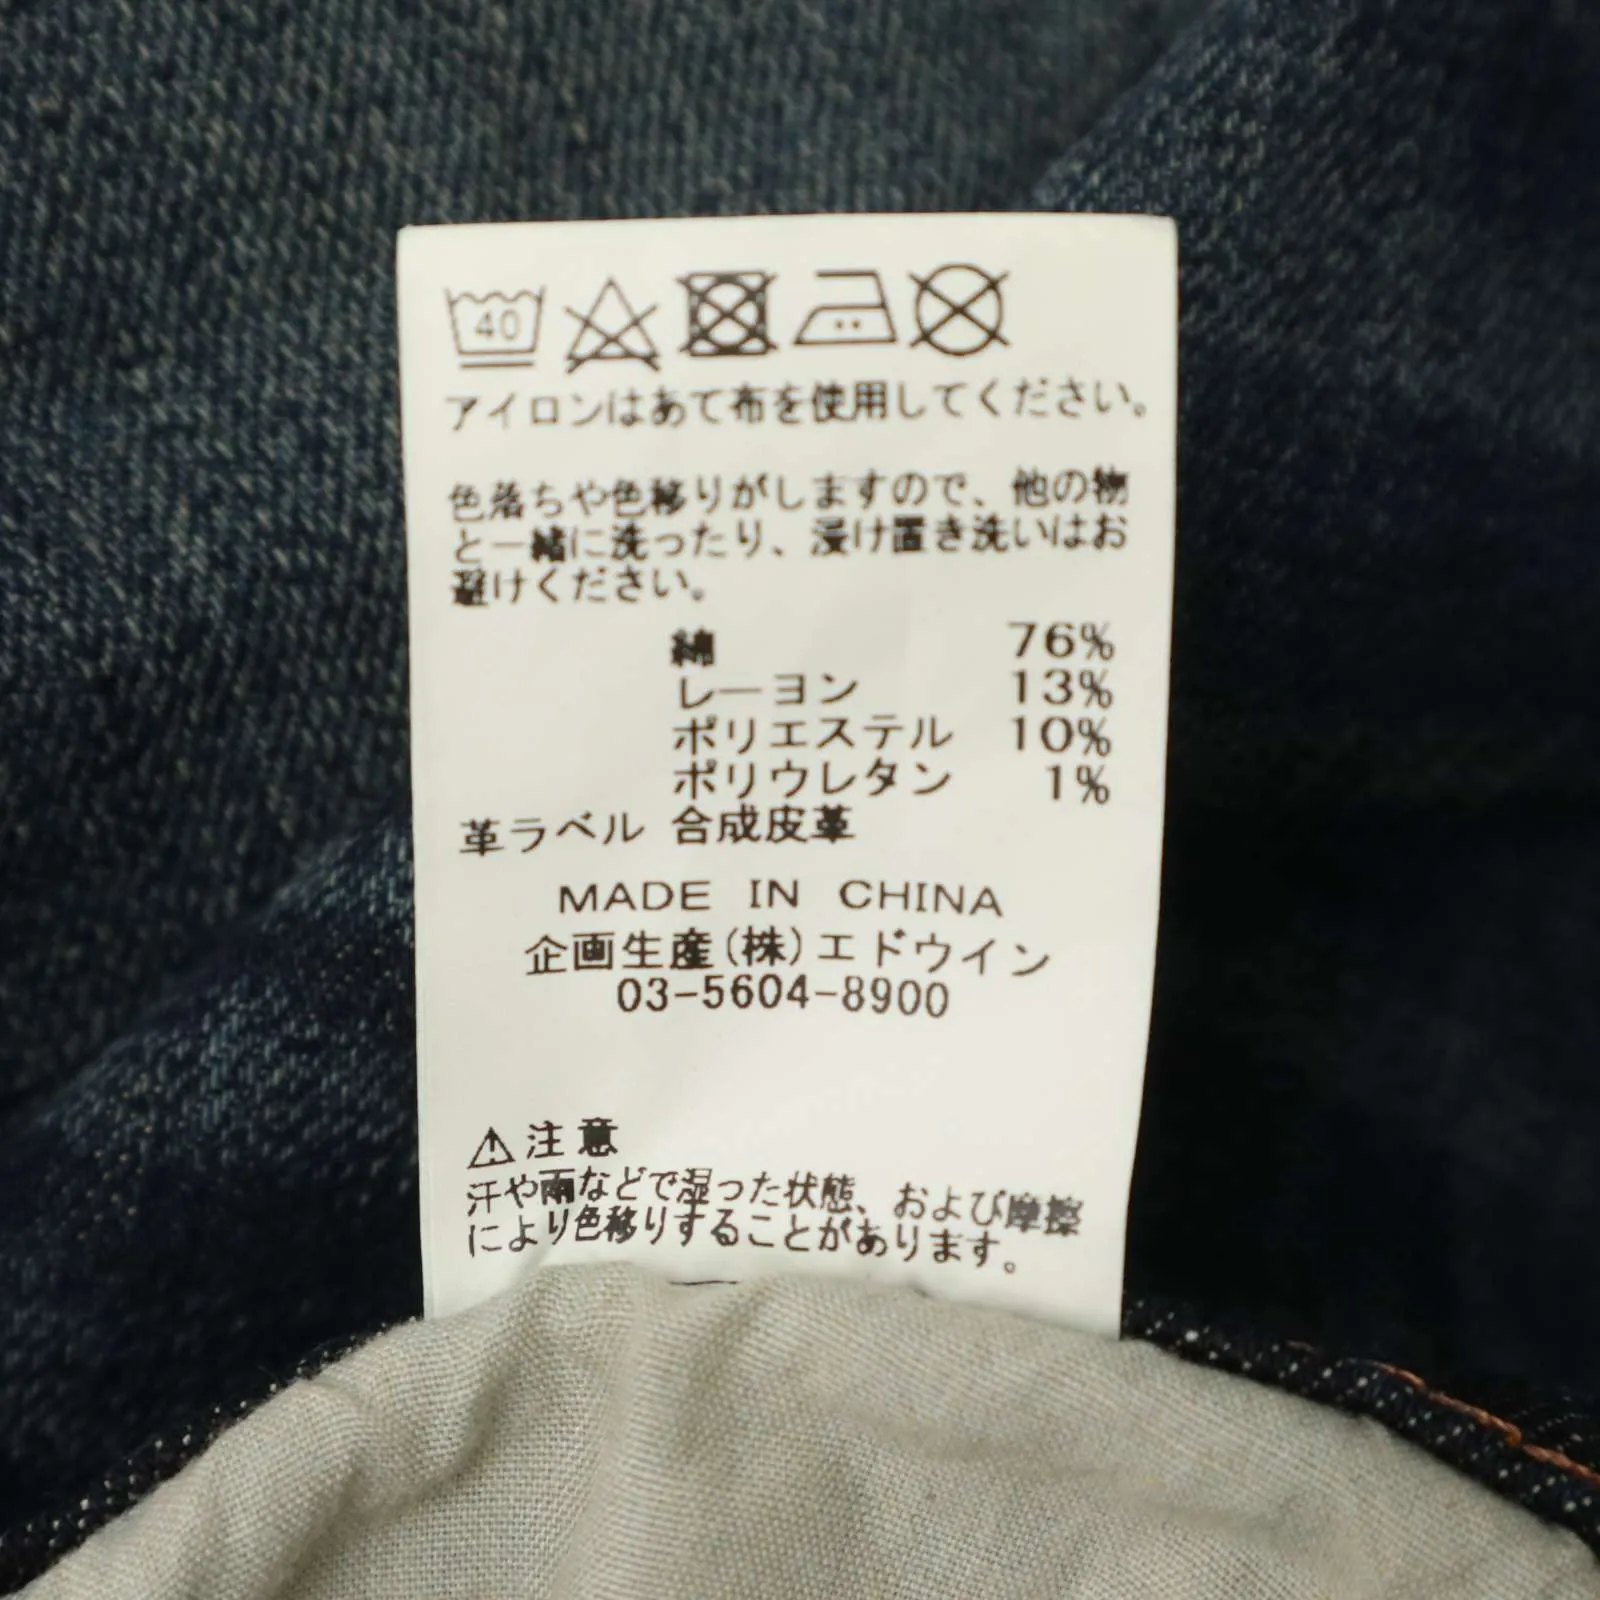 40
アイロンはあて布を使用してください。
色落ちや色移りがしますので、他の物
と一緒に洗ったり、浸け置き洗いはお
避けください。
綿 76%
レーヨン 13%
ポリエステル 10%
ポリウレタン 1%
革ラベル 合成皮革
MADE IN CHINA
企画生産(株)エドウイン
03-5604-8900
⚠注意
汗や雨などで湿った状態、および摩擦
により色移りすることがあります。